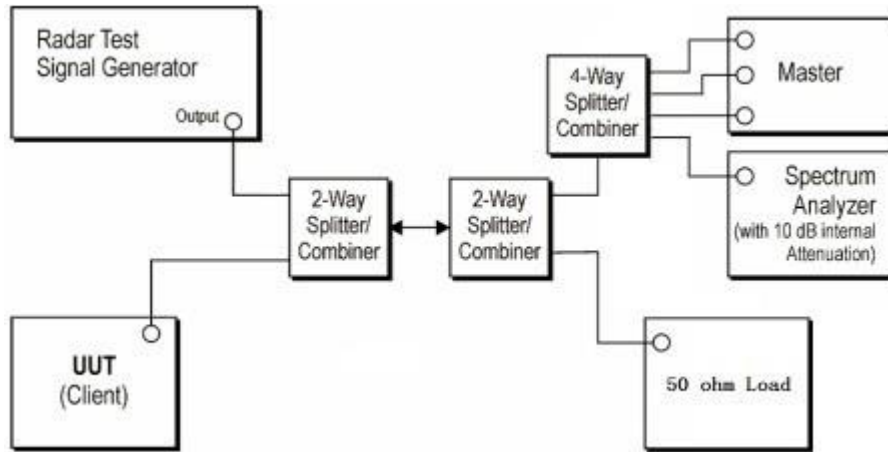 Radar Test
Signal Generator
Output
4-Way
Splitter/
Combiner
Master
2-Way
Splitter/
Combiner
2-Way
Splitter/
Combiner
Spectrum
Analyzer
(with 10 dB internal
Attenuation)
UUT
(Client)
50 ohm Load